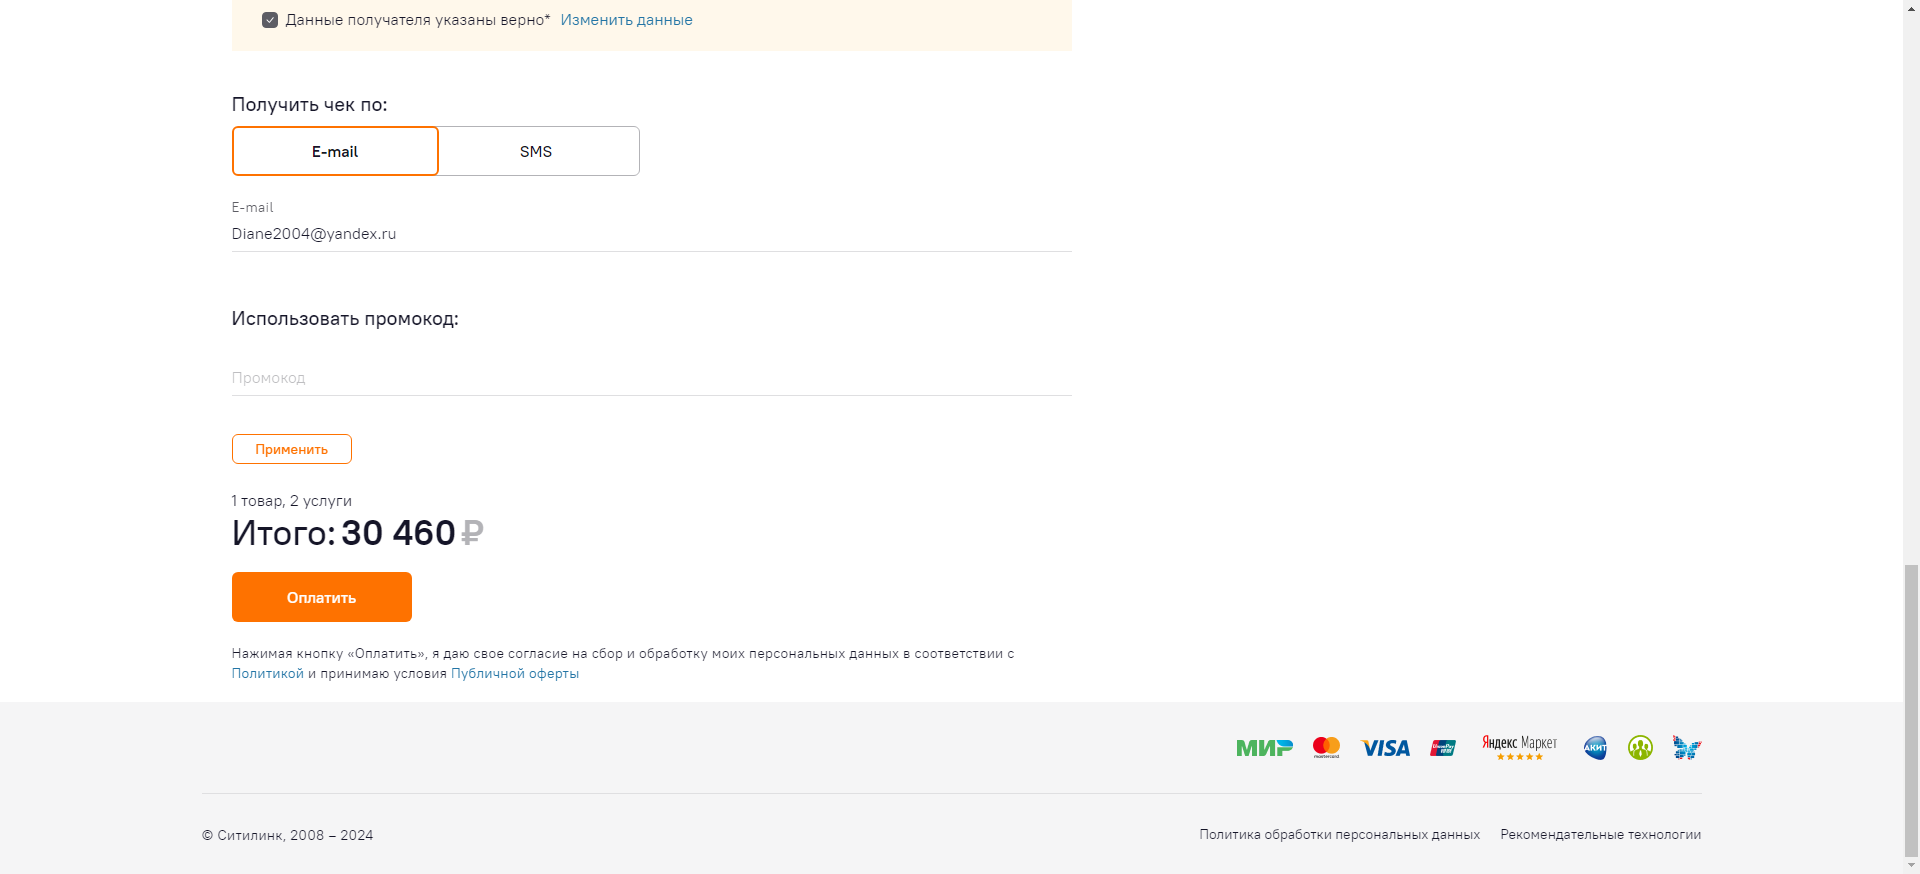 Данные получателя указаны верно* Изменить данные
Получить чек по:
E-mail SMS
E-mail
Diane2004@yandex.ru
Использовать промокод:
Промокод
Применить
1 товар, 2 услуги
Итого: 30 460 ₽
Оплатить
Нажимая кнопку «Оплатить», я даю свое согласие на сбор и обработку моих персональных данных в соответствии с
Политикой и принимаю условия Публичной оферты
МИР mastercard VISA UnionPay Яндекс Маркет АКИТ
© Ситилинк, 2008 – 2024
Политика обработки персональных данных Рекомендательные технологии